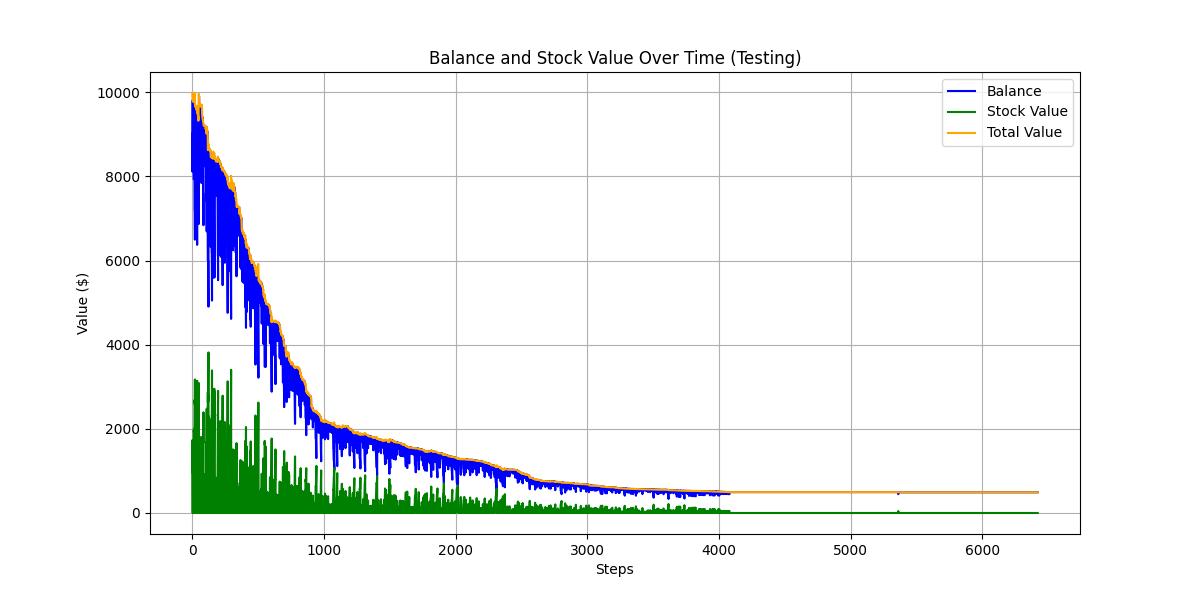 Balance and Stock Value Over Time (Testing)
Balance
Stock Value
Total Value
Value ($)
10000
8000
6000
4000
2000
0
0 1000 2000 3000 4000 5000 6000
Steps